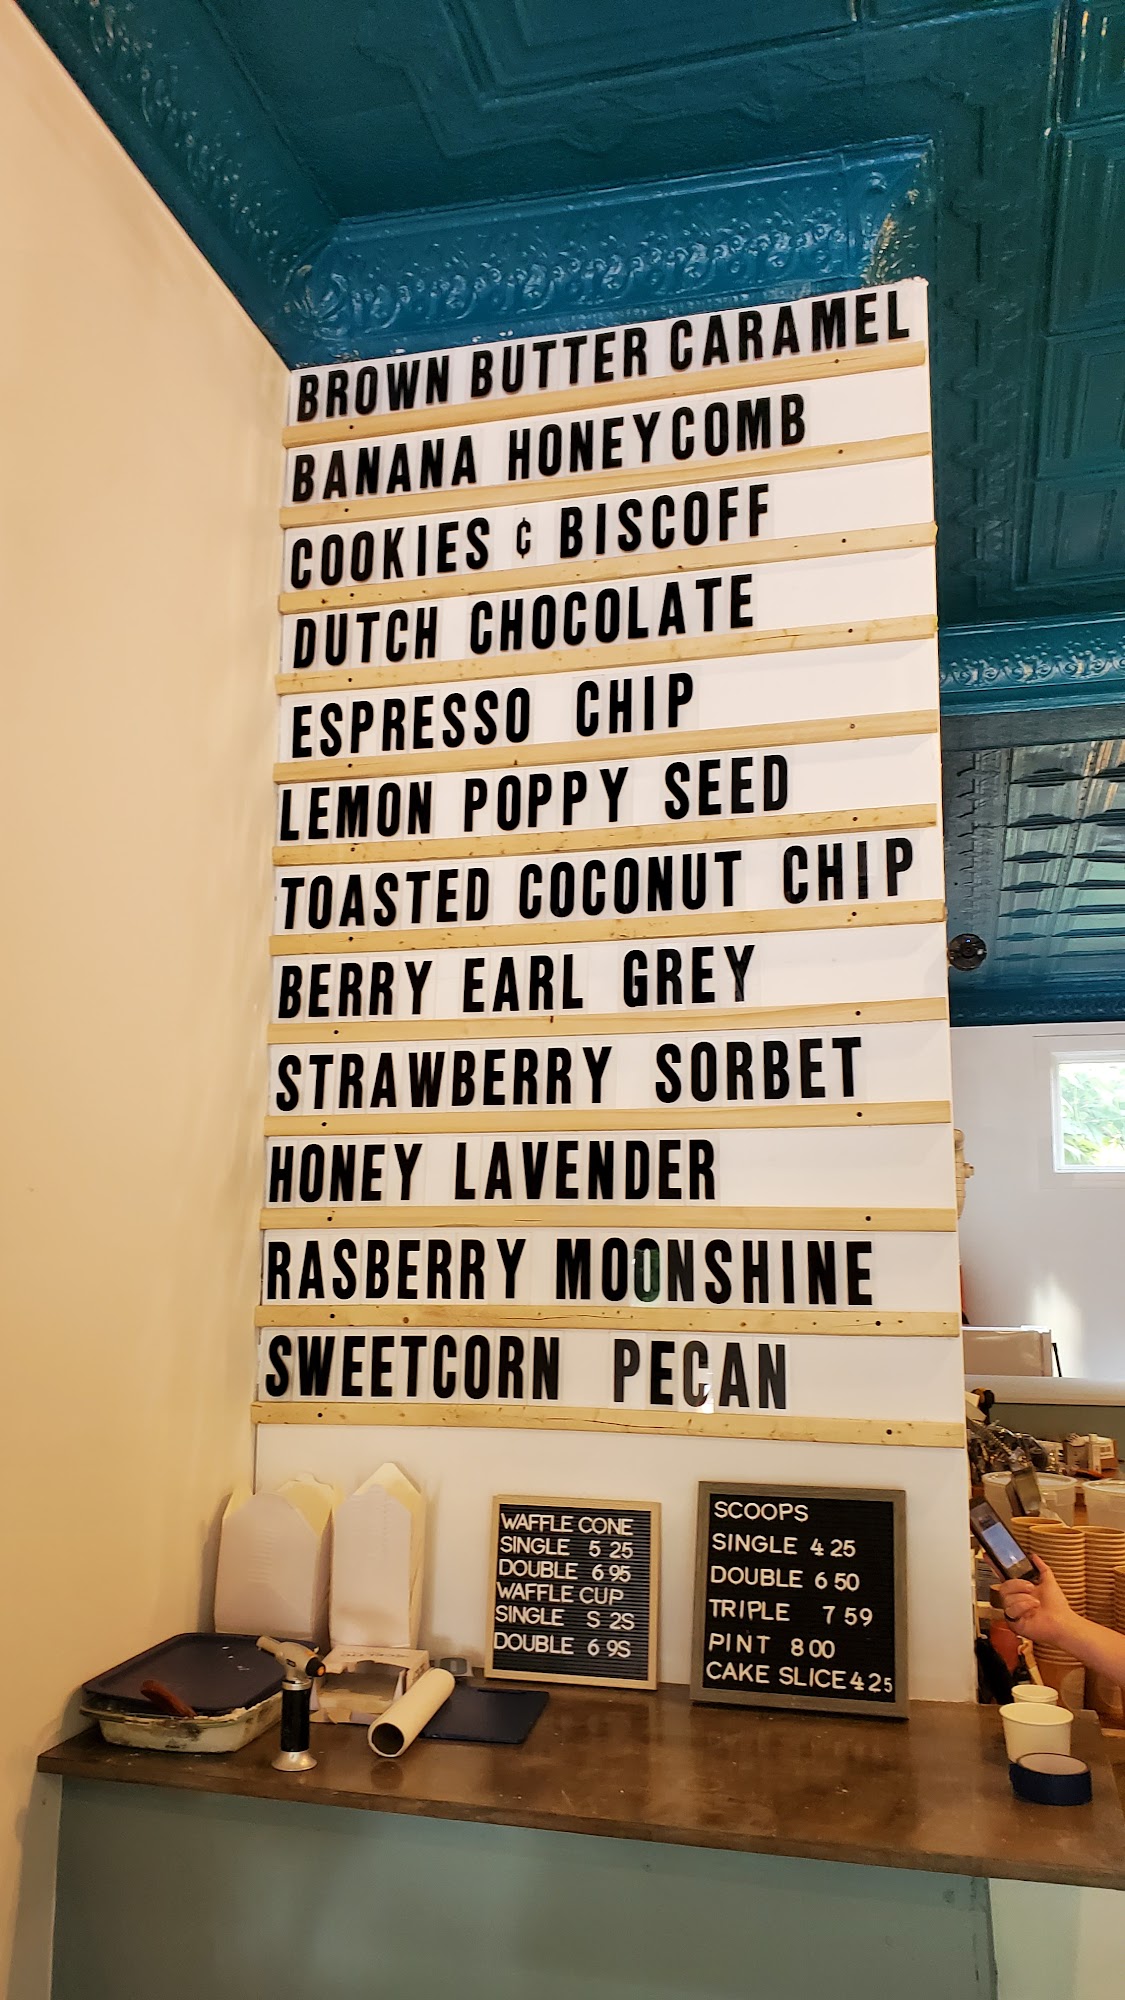 BROWN BUTTER CARAMEL
BANANA HONEYCOMB
COOKIES ¢ BISCOFF
DUTCH CHOCOLATE
ESPRESSO CHIP
LEMON POPPY SEED
TOASTED COCONUT CHIP
BERRY EARL GREY
STRAWBERRY SORBET
HONEY LAVENDER
RASBERRY MOONSHINE
SWEETCORN PECAN
WAFFLE CONE
SINGLE 5 25
DOUBLE 6 95
WAFFLE CUP
SINGLE S 2S
DOUBLE 6 9S
SCOOPS
SINGLE 4 25
DOUBLE 6 50
TRIPLE 7 59
PINT 8 00
CAKE SLICE 4 25